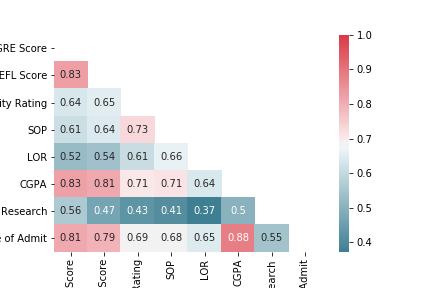 GRE Score
EFL Score 0.83
ity Rating 0.64 0.65
SOP 0.61 0.64 0.73
LOR 0.52 0.54 0.61 0.66
CGPA 0.83 0.81 0.71 0.71 0.64
Research 0.56 0.47 0.43 0.41 0.37 0.5
e of Admit 0.81 0.79 0.69 0.68 0.65 0.88 0.55
Score
Score
Rating
SOP
LOR
CGPA
earch
Admit
1.0
0.9
0.8
0.7
0.6
0.5
0.4